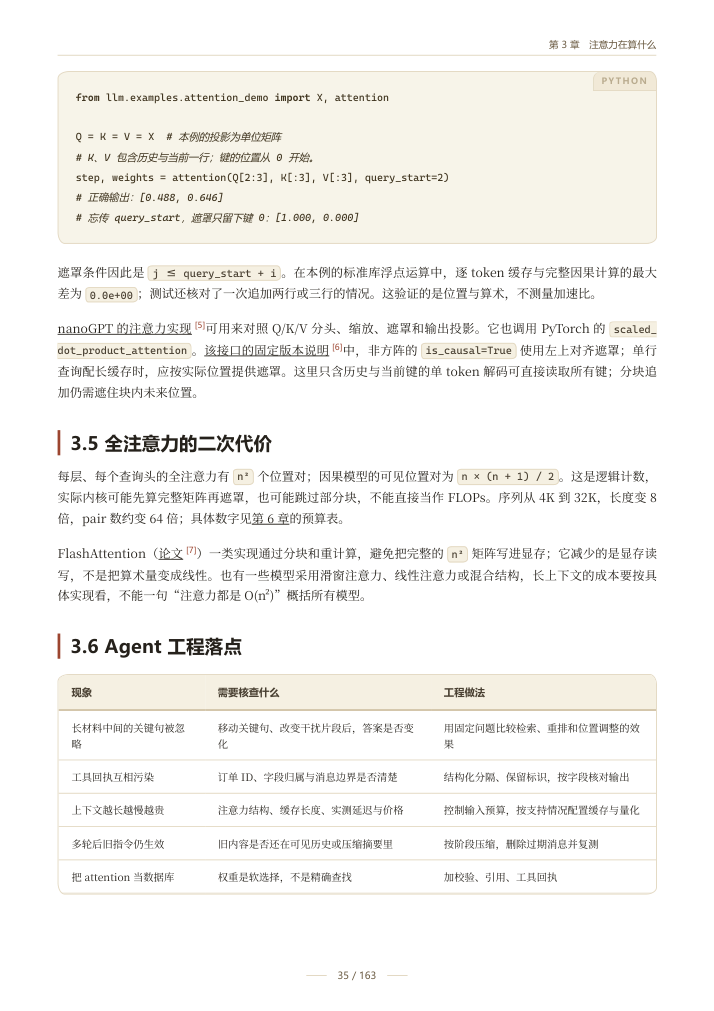 第 3 章　注意力在算什么
PYTHON
from llm.examples.attention_demo import X, attention
Q = K = V = X  # 本例的投影为单位矩阵
# K、V 包含历史与当前一行；键的位置从 0 开始。
step, weights = attention(Q[2:3], K[:3], V[:3], query_start=2)
# 正确输出：[0.488, 0.646]
# 忘传 query_start，遮罩只留下键 0：[1.000, 0.000]
遮罩条件因此是 j ≤ query_start + i。在本例的标准库浮点运算中，逐 token 缓存与完整因果计算的最大
差为 0.0e+00；测试还核对了一次追加两行或三行的情况。这验证的是位置与算术，不测量加速比。
nanoGPT 的注意力实现 [5]可用来对照 Q/K/V 分头、缩放、遮罩和输出投影。它也调用 PyTorch 的 scaled_
dot_product_attention。该接口的固定版本说明 [6]中，非方阵的 is_causal=True 使用左上对齐遮罩；单行
查询配长缓存时，应按实际位置提供遮罩。这里只含历史与当前键的单 token 解码可直接读取所有键；分块追
加仍需遮住块内未来位置。
3.5 全注意力的二次代价
每层、每个查询头的全注意力有 n² 个位置对；因果模型的可见位置对为 n × (n + 1) / 2。这是逻辑计数，
实际内核可能先算完整矩阵再遮罩，也可能跳过部分块，不能直接当作 FLOPs。序列从 4K 到 32K，长度变 8
倍，pair 数约变 64 倍；具体数字见第 6 章的预算表。
FlashAttention（论文 [7]）一类实现通过分块和重计算，避免把完整的 n² 矩阵写进显存；它减少的是显存读
写，不是把算术量变成线性。也有一些模型采用滑窗注意力、线性注意力或混合结构，长上下文的成本要按具
体实现看，不能一句“注意力都是 O(n²)”概括所有模型。
3.6 Agent 工程落点
现象 需要核查什么 工程做法
长材料中间的关键句被忽 移动关键句、改变干扰片段后，答案是否变 用固定问题比较检索、重排和位置调整的效
略 化 果
工具回执互相污染 订单 ID、字段归属与消息边界是否清楚 结构化分隔、保留标识，按字段核对输出
上下文越长越慢越贵 注意力结构、缓存长度、实测延迟与价格 控制输入预算，按支持情况配置缓存与量化
多轮后旧指令仍生效 旧内容是否还在可见历史或压缩摘要里 按阶段压缩，删除过期消息并复测
把 attention 当数据库 权重是软选择，不是精确查找 加校验、引用、工具回执
35 / 163